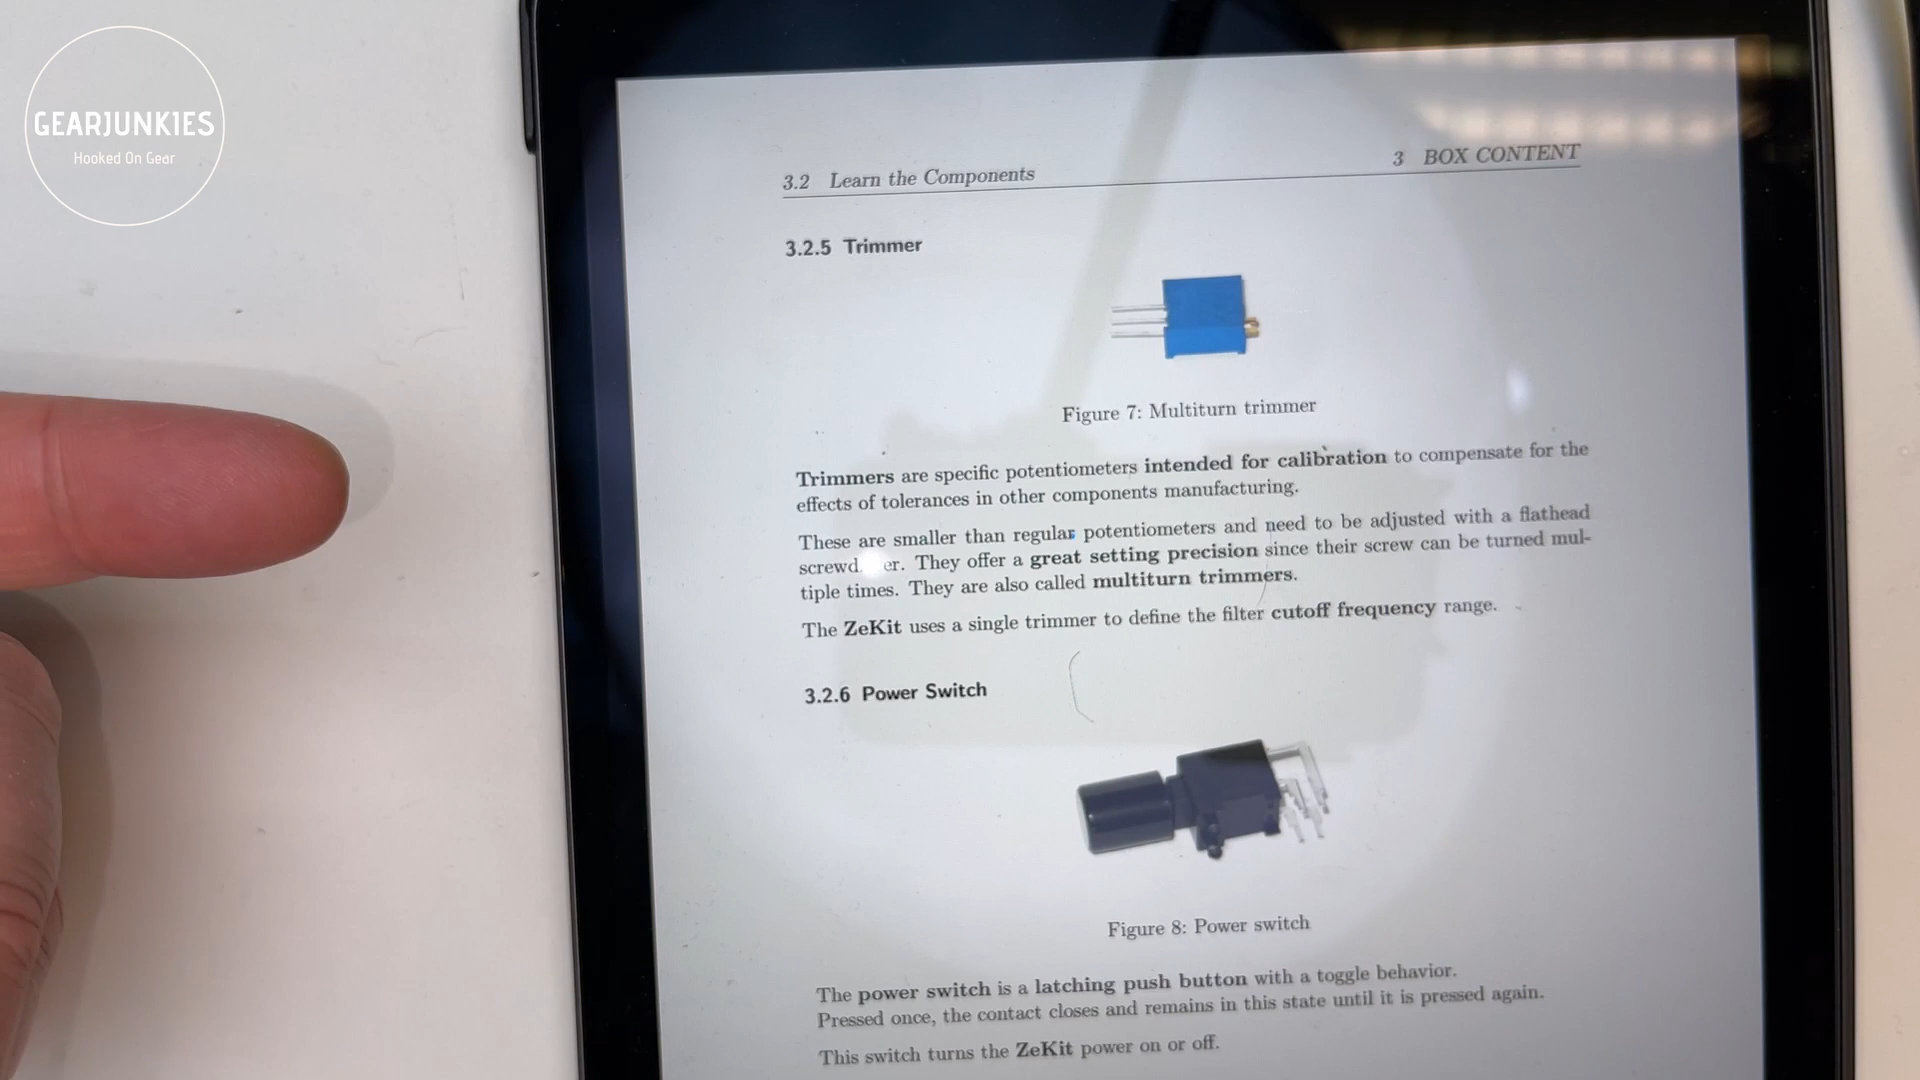 GEARJUNKIES
Hooked On Gear
3.2 Learn the Components
3 BOX CONTENT
3.2.5 Trimmer
Figure 7: Multiturn trimmer
Trimmers are specific potentiometers intended for calibration to compensate for the
effects of tolerances in other components manufacturing.
These are smaller than regular potentiometers and need to be adjusted with a flathead
screwd er. They offer a great setting precision since their screw can be turned mul-
tiple times. They are also called multiturn trimmers.
The ZeKit uses a single trimmer to define the filter cutoff frequency range.
3.2.6 Power Switch
Figure 8: Power switch
The power switch is a latching push button with a toggle behavior.
Pressed once, the contact closes and remains in this state until it is pressed again.
This switch turns the ZeKit power on or off.